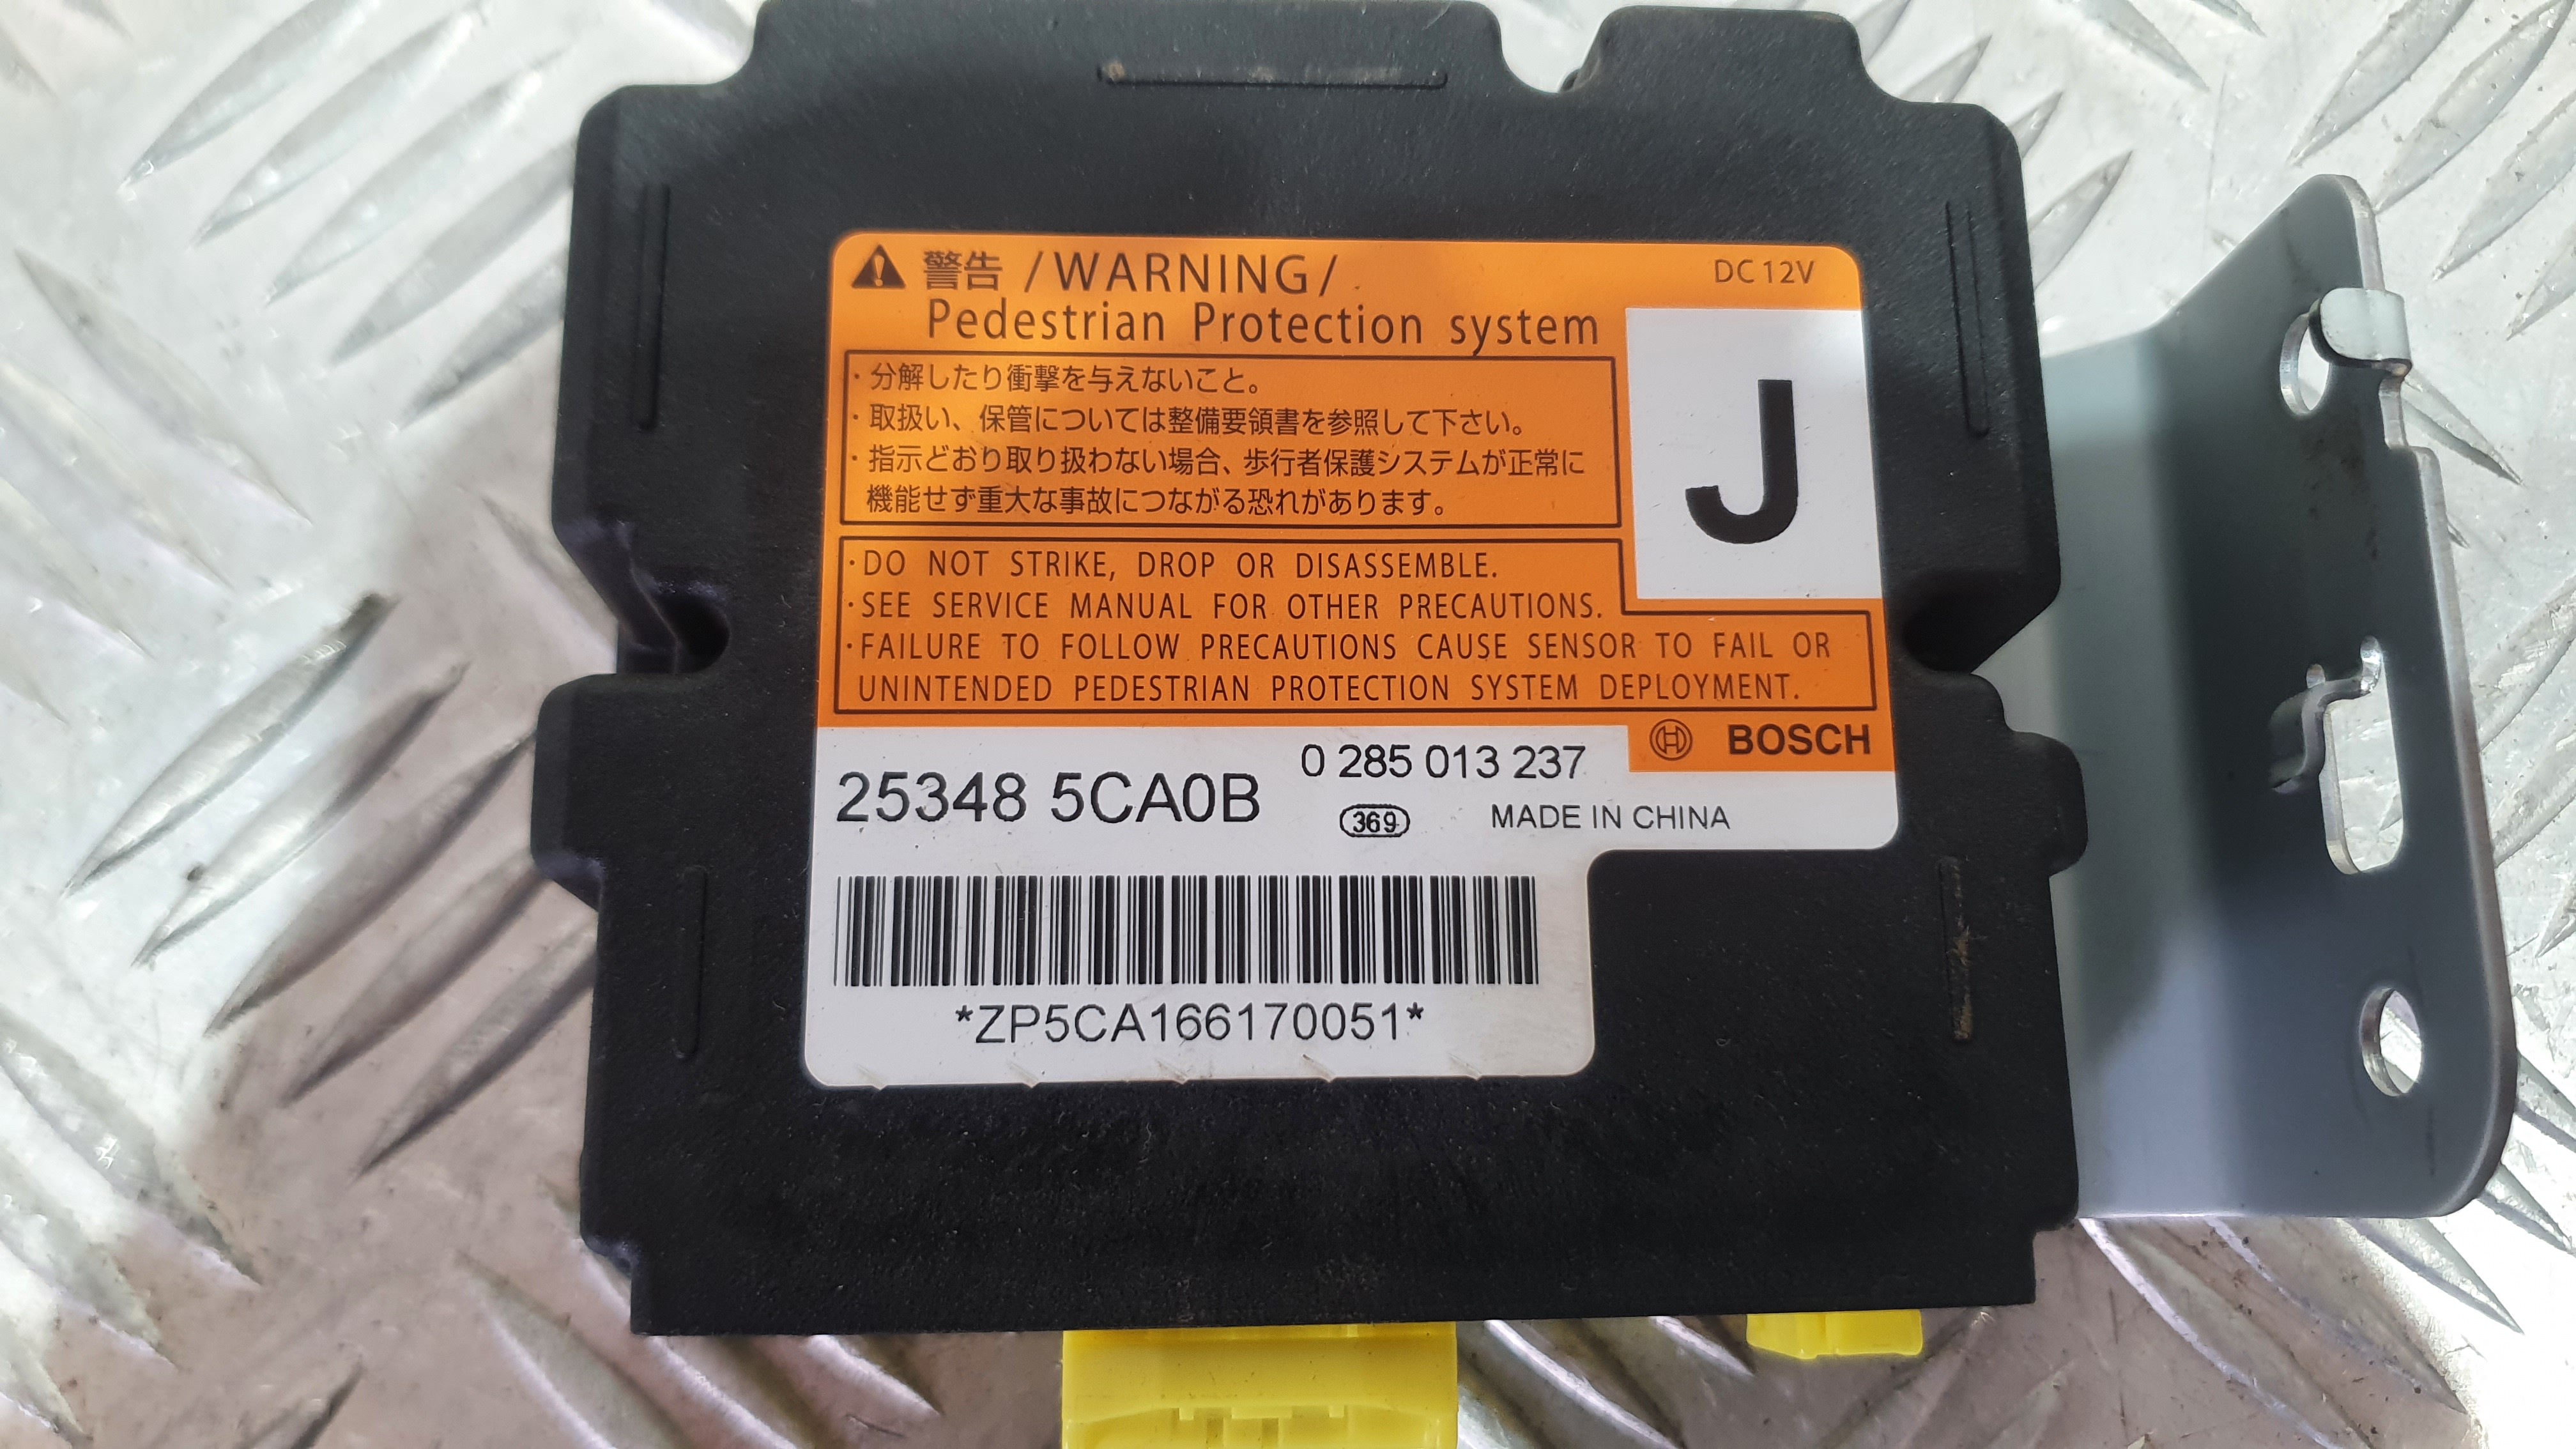 警告 /WARNING/
DC 12V
Pedestrian Protection system
・分解したり衝撃を与えないこと。
・取扱い、保管については整備要領書を参照して下さい。
・指示どおり取り扱わない場合、歩行者保護システムが正常に
機能せず重大な事故につながる恐れがあります。
J
・DO NOT STRIKE, DROP OR DISASSEMBLE.
・SEE SERVICE MANUAL FOR OTHER PRECAUTIONS.
・FAILURE TO FOLLOW PRECAUTIONS CAUSE SENSOR TO FAIL OR
UNINTENDED PEDESTRIAN PROTECTION SYSTEM DEPLOYMENT.
BOSCH
0 285 013 237
25348 5CA0B
369
MADE IN CHINA
*ZP5CA166170051*